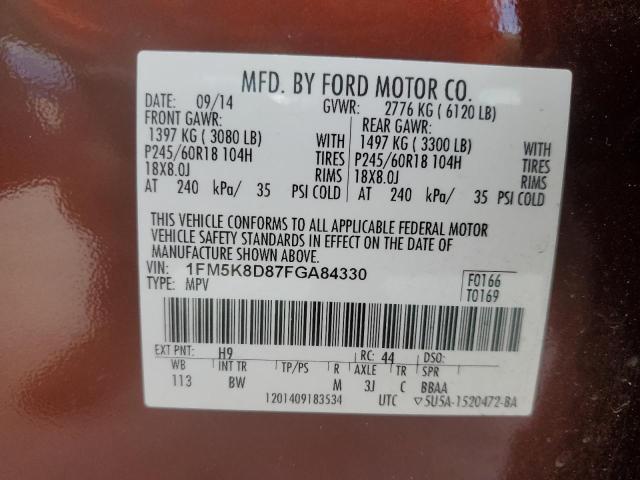 MFD. BY FORD MOTOR CO.
DATE: 09/14 GVWR: 2776 KG ( 6120 LB)
FRONT GAWR: REAR GAWR:
1397 KG ( 3080 LB) WITH 1497 KG ( 3300 LB) WITH
P245/60R18 104H TIRES P245/60R18 104H TIRES
18X8.0J RIMS 18X8.0J RIMS
AT 240 kPa/ 35 PSI COLD AT 240 kPa/ 35 PSI COLD
THIS VEHICLE CONFORMS TO ALL APPLICABLE FEDERAL MOTOR
VEHICLE SAFETY STANDARDS IN EFFECT ON THE DATE OF
MANUFACTURE SHOWN ABOVE.
VIN: 1FM5K8D87FGA84330 F0166
TYPE: MPV T0169
EXT PNT: H9 RC: 44 DSO:
WB INT TR TP/PS R AXLE TR SPR
113 BW M 3J C BBAA
1201409183534 UTC ▽5U5A-1520472-BA